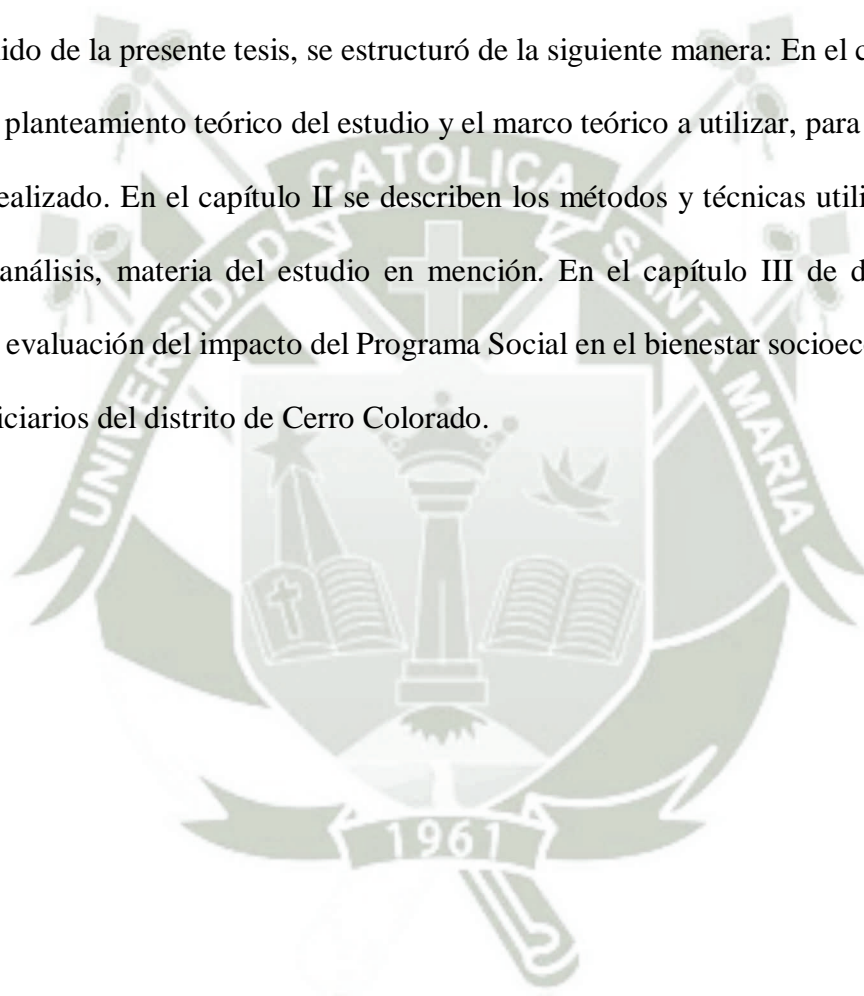 ido de la presente tesis, se estructuró de la siguiente manera: En el c
planteamiento teórico del estudio y el marco teórico a utilizar, para
ealizado. En el capítulo II se describen los métodos y técnicas utili
análisis, materia del estudio en mención. En el capítulo III de d
evaluación del impacto del Programa Social en el bienestar socioec
iciarios del distrito de Cerro Colorado.
UNIVERSIDAD CATOLICA SANTA MARIA
1961